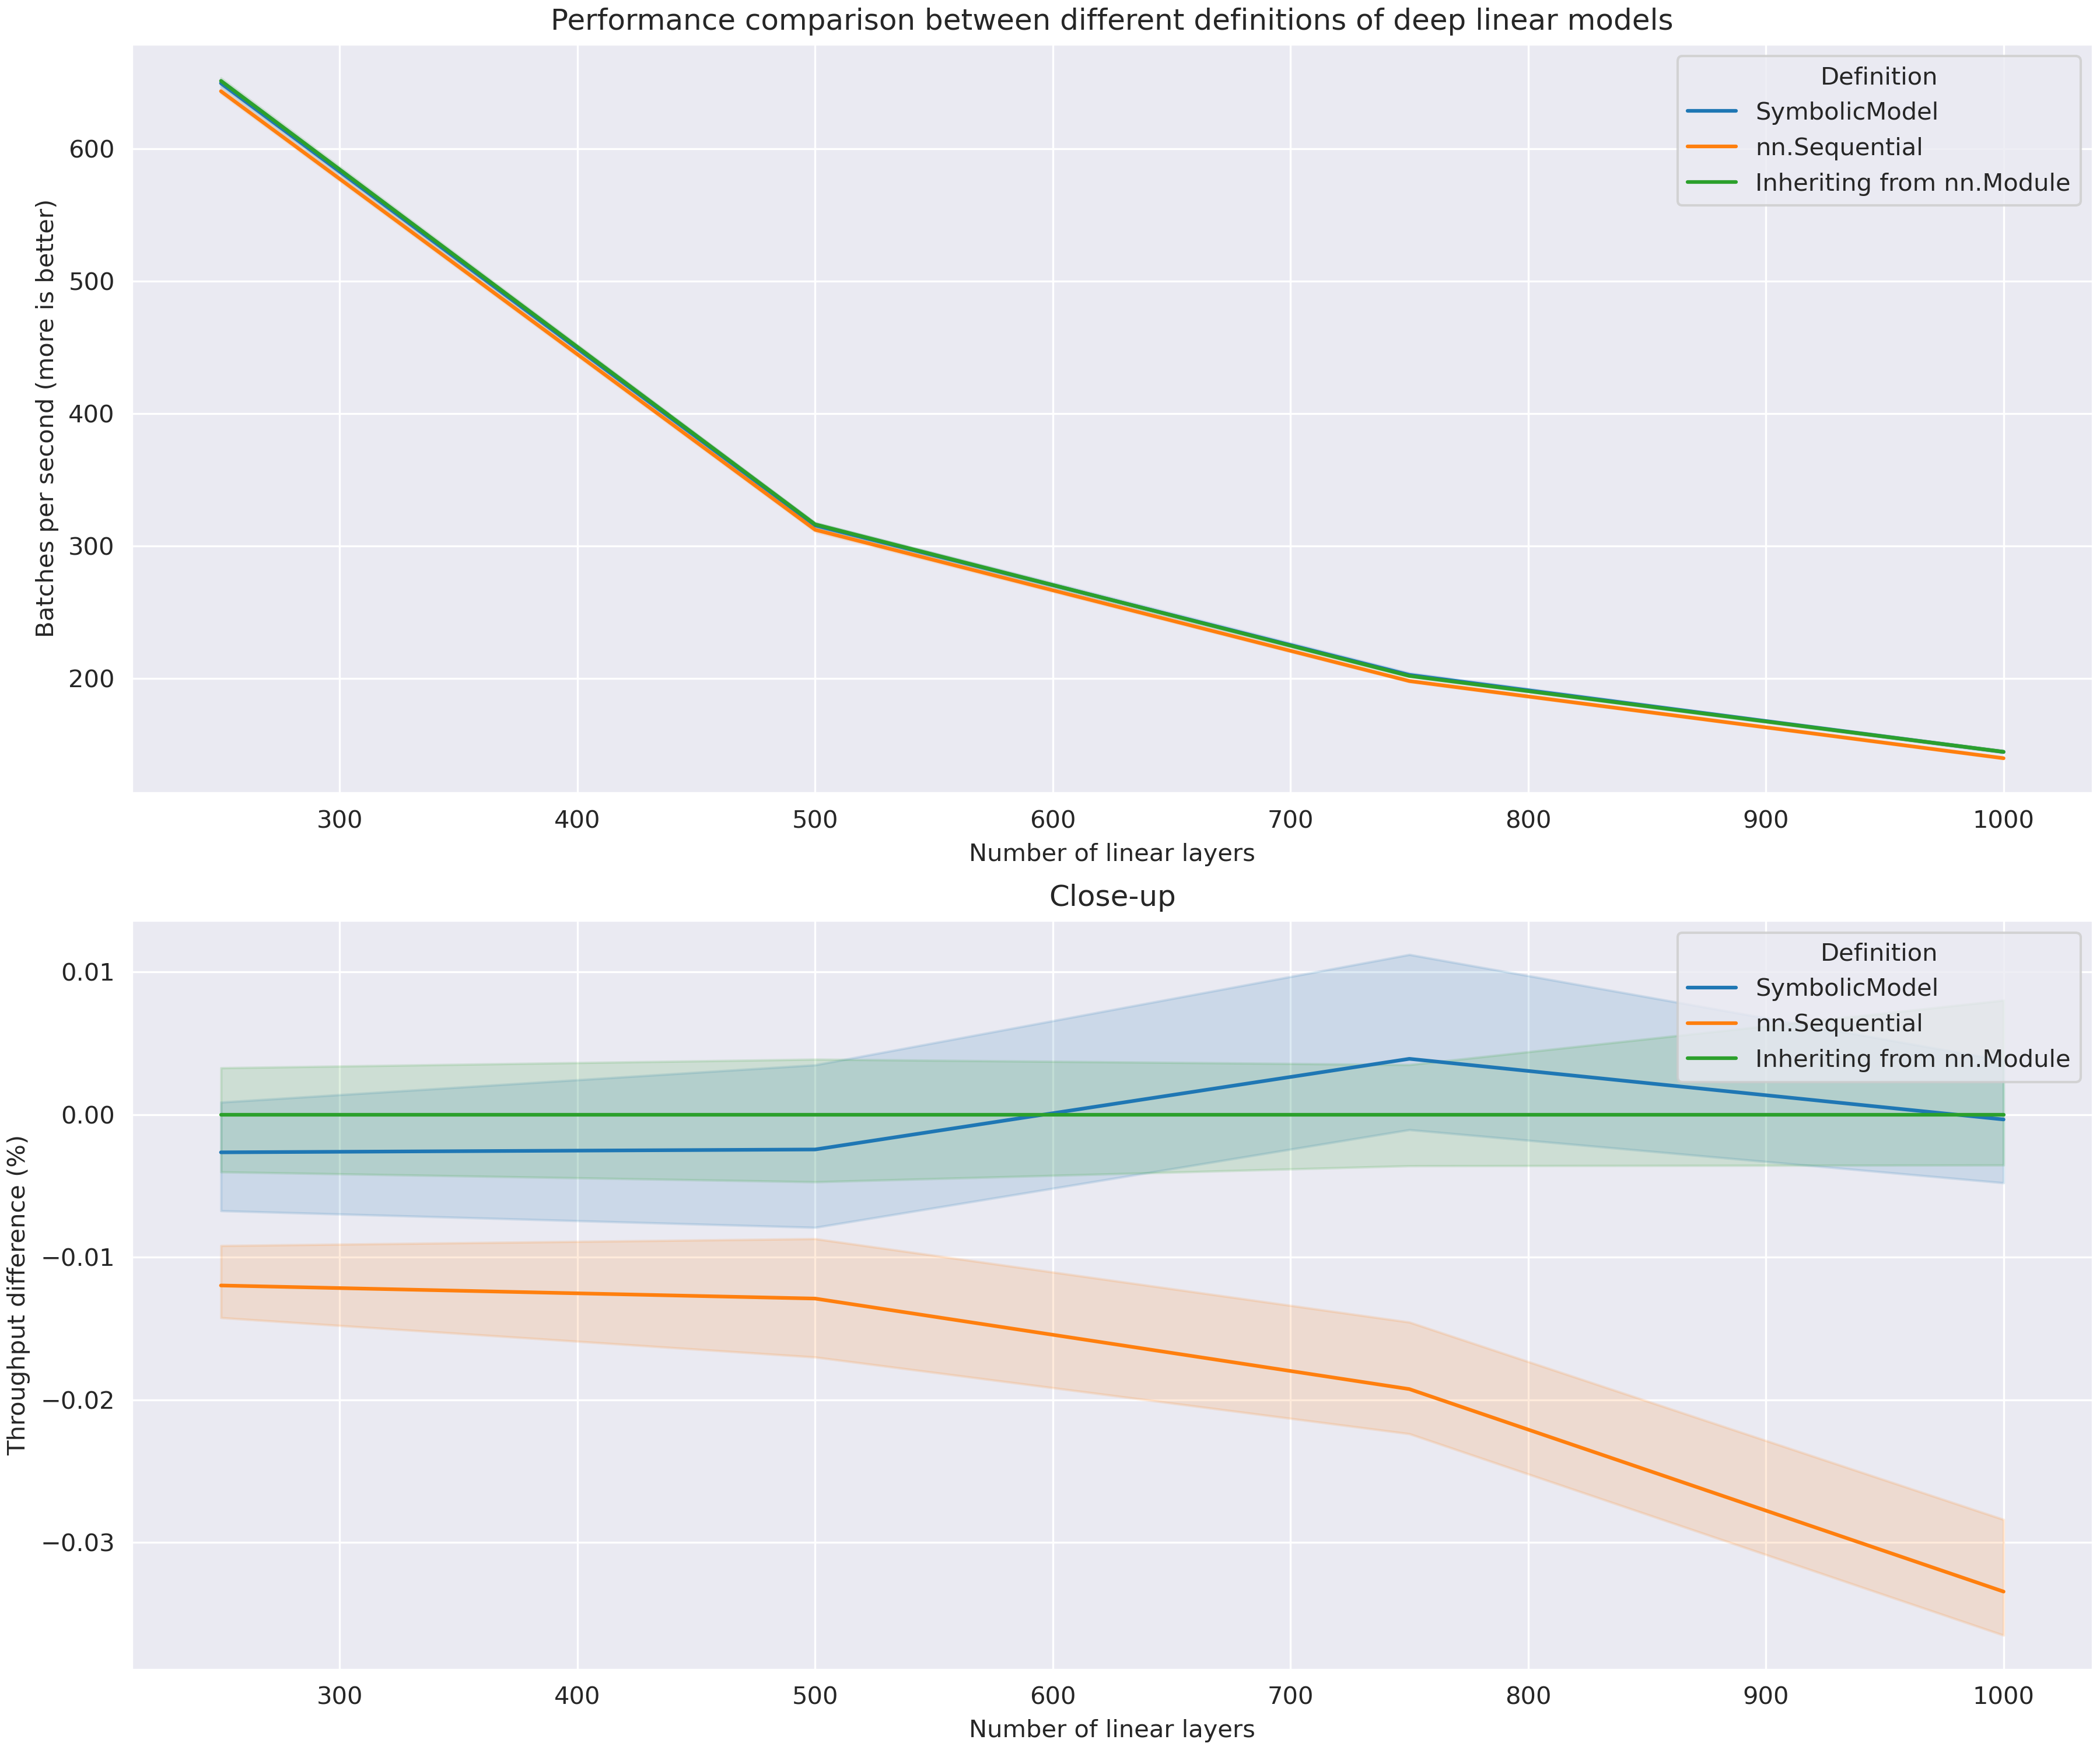 Performance comparison between different definitions of deep linear models
Definition
SymbolicModel
nn.Sequential
Inheriting from nn.Module
Batches per second (more is better)
600
500
400
300
200
300 400 500 600 700 800 900 1000
Number of linear layers
Close-up
Definition
SymbolicModel
nn.Sequential
Inheriting from nn.Module
Throughput difference (%)
0.01
0.00
−0.01
−0.02
−0.03
300 400 500 600 700 800 900 1000
Number of linear layers